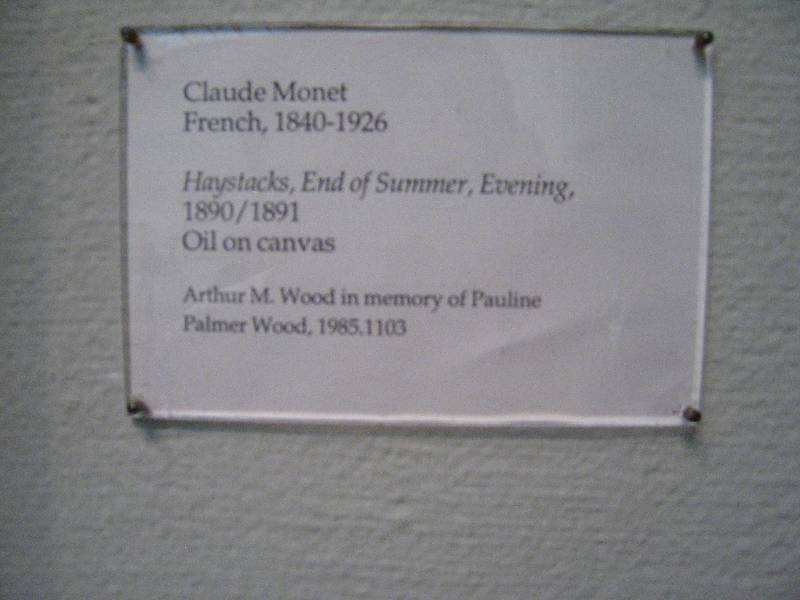 Claude Monet
French, 1840-1926
Haystacks, End of Summer, Evening,
1890/1891
Oil on canvas
Arthur M. Wood in memory of Pauline
Palmer Wood, 1985.1103